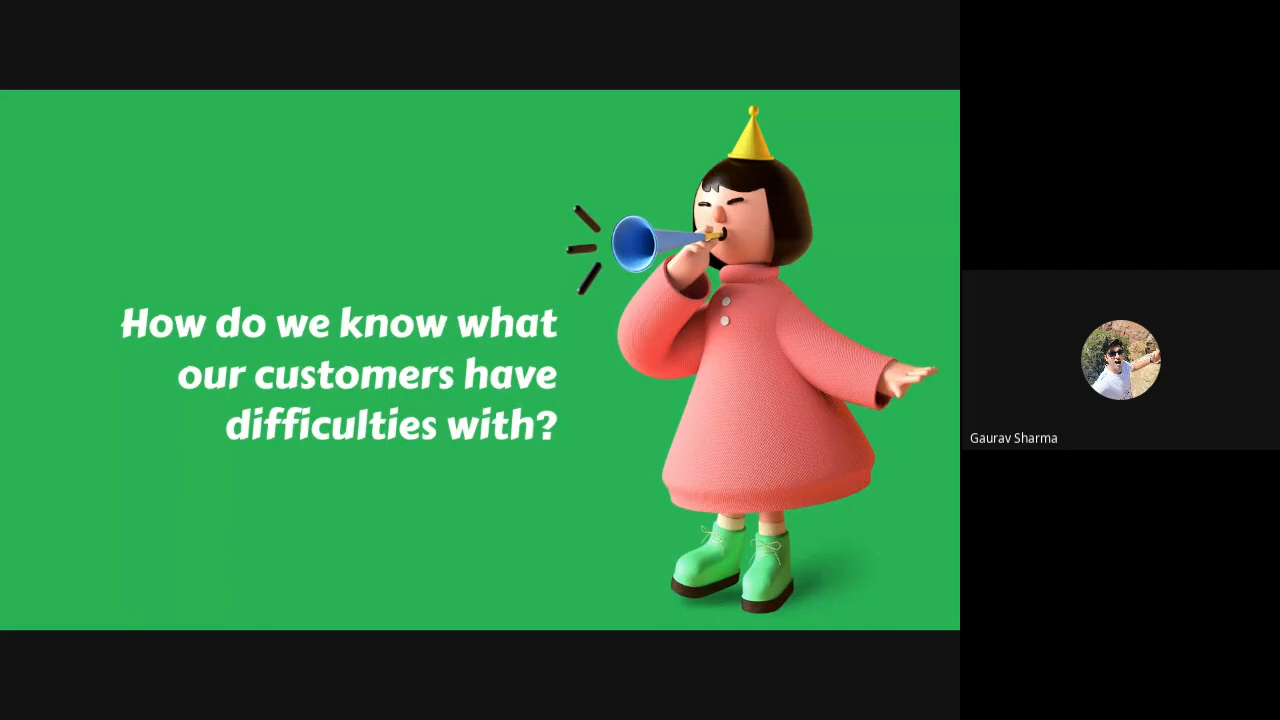 How do we know what
our customers have
difficulties with?
Gaurav Sharma